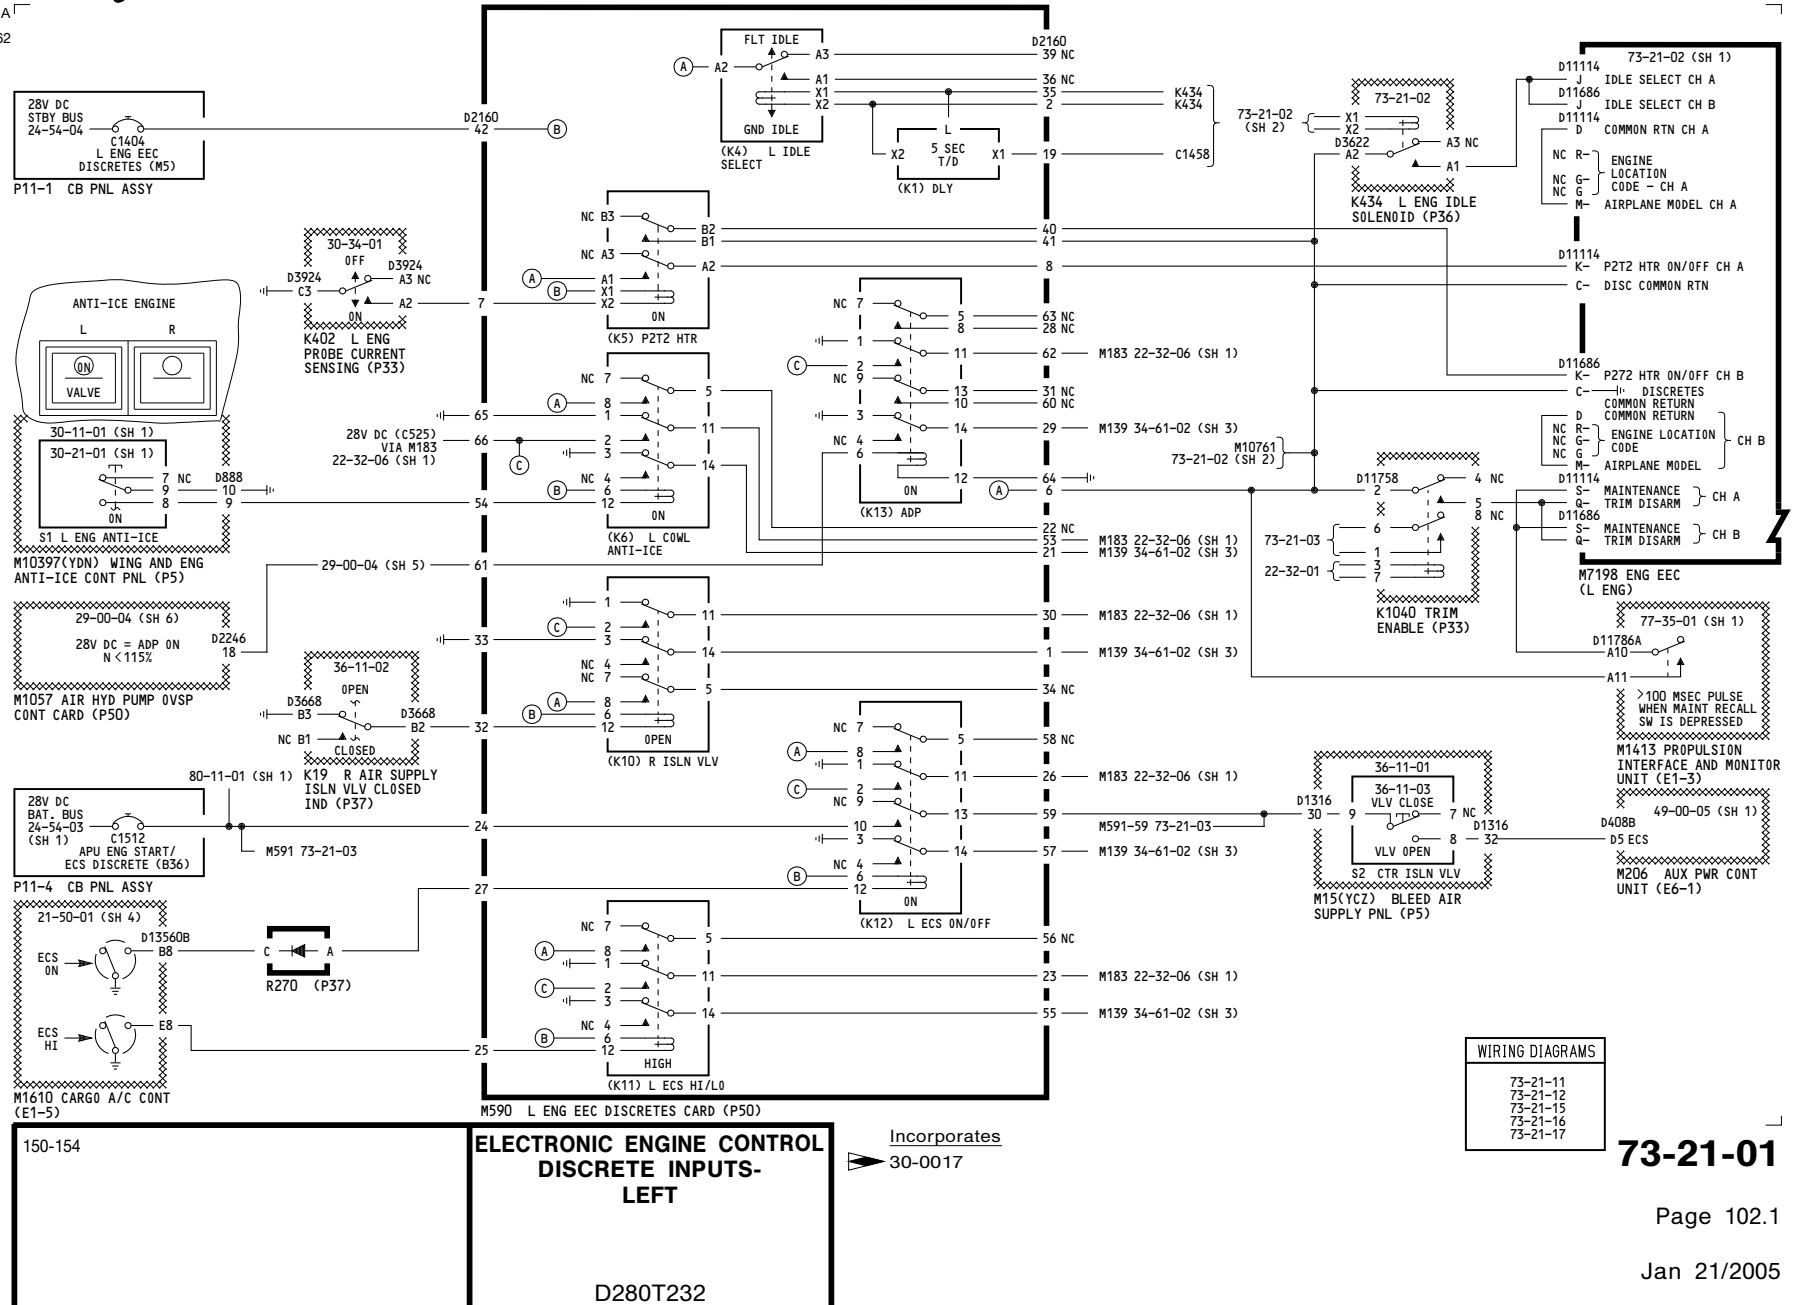 A
62
28V DC
STBY BUS
24-54-04
C1404
L ENG EEC
DISCRETES (M5)
P11-1 CB PNL ASSY
D2160
42
B
ANTI-ICE ENGINE
L R
ON
VALVE
30-11-01 (SH 1)
30-21-01 (SH 1)
7 NC
9
8
ON
D888
10
9
S1 L ENG ANTI-ICE
M10397(YDN) WING AND ENG
ANTI-ICE CONT PNL (P5)
29-00-04 (SH 6)
28V DC = ADP ON
N < 115%
D2246
18
M1057 AIR HYD PUMP OVSP
CONT CARD (P50)
30-34-01
OFF
D3924
C3
D3924
A3 NC
A2
ON
K402 L ENG
PROBE CURRENT
SENSING (P33)
7
65
28V DC (C525)
VIA M183
22-32-06 (SH 1)
66
C
54
29-00-04 (SH 5)
61
33
36-11-02
OPEN
D3668
B3
D3668
B2
NC B1
CLOSED
K19 R AIR SUPPLY
ISLN VLV CLOSED
IND (P37)
32
80-11-01 (SH 1)
28V DC
BAT. BUS
24-54-03
(SH 1)
C1512
APU ENG START/
ECS DISCRETE (B36)
P11-4 CB PNL ASSY
M591 73-21-03
24
27
21-50-01 (SH 4)
D13560B
ECS
ON
B8
ECS
HI
E8
M1610 CARGO A/C CONT
(E1-5)
C A
R270 (P37)
25
FLT IDLE
A
A2
A3
A1
X1
X2
GND IDLE
(K4) L IDLE
SELECT
L
5 SEC
T/D
X2
X1
(K1) DLY
NC B3
B2
B1
NC A3
A2
A
A1
B
X1
X2
ON
(K5) P2T2 HTR
NC 7
5
A
8
1
11
2
3
14
NC 4
B
6
12
ON
(K6) L COWL
ANTI-ICE
1
11
C
2
3
14
NC 4
NC 7
5
A
8
B
6
12
OPEN
(K10) R ISLN VLV
NC 7
5
8
1
11
C
2
NC 9
13
10
3
14
NC 4
6
12
ON
(K13) ADP
NC 7
5
A
8
1
11
C
2
NC 9
13
10
3
14
NC 4
B
6
12
ON
(K12) L ECS ON/OFF
NC 7
5
A
8
1
11
C
2
3
14
NC 4
B
6
12
HIGH
(K11) L ECS HI/LO
M590 L ENG EEC DISCRETES CARD (P50)
D2160
39 NC
36 NC
35
2
19
K434
K434
C1458
73-21-02
(SH 2)
40
41
8
63 NC
28 NC
62 M183 22-32-06 (SH 1)
31 NC
60 NC
29 M139 34-61-02 (SH 3)
64
A
6
22 NC
53 M183 22-32-06 (SH 1)
21 M139 34-61-02 (SH 3)
30 M183 22-32-06 (SH 1)
1 M139 34-61-02 (SH 3)
34 NC
58 NC
26 M183 22-32-06 (SH 1)
59
M591-59 73-21-03
57 M139 34-61-02 (SH 3)
56 NC
23 M183 22-32-06 (SH 1)
55 M139 34-61-02 (SH 3)
73-21-02
X1
X2
D3622
A2
A3 NC
A1
K434 L ENG IDLE
SOLENOID (P36)
M10761
73-21-02 (SH 2)
D11758
2
4 NC
5
8 NC
73-21-03
6
1
22-32-01
3
7
K1040 TRIM
ENABLE (P33)
73-21-02 (SH 1)
D11114
J IDLE SELECT CH A
D11686
J IDLE SELECT CH B
D11114
D COMMON RTN CH A
NC R-
NC G-
NC G
ENGINE
LOCATION
CODE - CH A
M- AIRPLANE MODEL CH A
D11114
K- P2T2 HTR ON/OFF CH A
C- DISC COMMON RTN
D11686
K- P272 HTR ON/OFF CH B
C- DISCRETES
COMMON RETURN
D COMMON RETURN
NC R-
NC G-
NC G
ENGINE LOCATION
CODE
CH B
M- AIRPLANE MODEL
D11114
S- MAINTENANCE
Q- TRIM DISARM
CH A
D11686
S- MAINTENANCE
Q- TRIM DISARM
CH B
M7198 ENG EEC
(L ENG)
77-35-01 (SH 1)
D11786A
A10
A11
>100 MSEC PULSE
WHEN MAINT RECALL
SW IS DEPRESSED
M1413 PROPULSION
INTERFACE AND MONITOR
UNIT (E1-3)
36-11-01
36-11-03
VLV CLOSE
D1316
30
9
7 NC
8
D1316
32
VLV OPEN
S2 CTR ISLN VLV
M15(YCZ) BLEED AIR
SUPPLY PNL (P5)
49-00-05 (SH 1)
D408B
D5 ECS
M206 AUX PWR CONT
UNIT (E6-1)
WIRING DIAGRAMS
73-21-11
73-21-12
73-21-15
73-21-16
73-21-17
150-154
ELECTRONIC ENGINE CONTROL
DISCRETE INPUTS-
LEFT
D280T232
Incorporates
30-0017
73-21-01
Page 102.1
Jan 21/2005